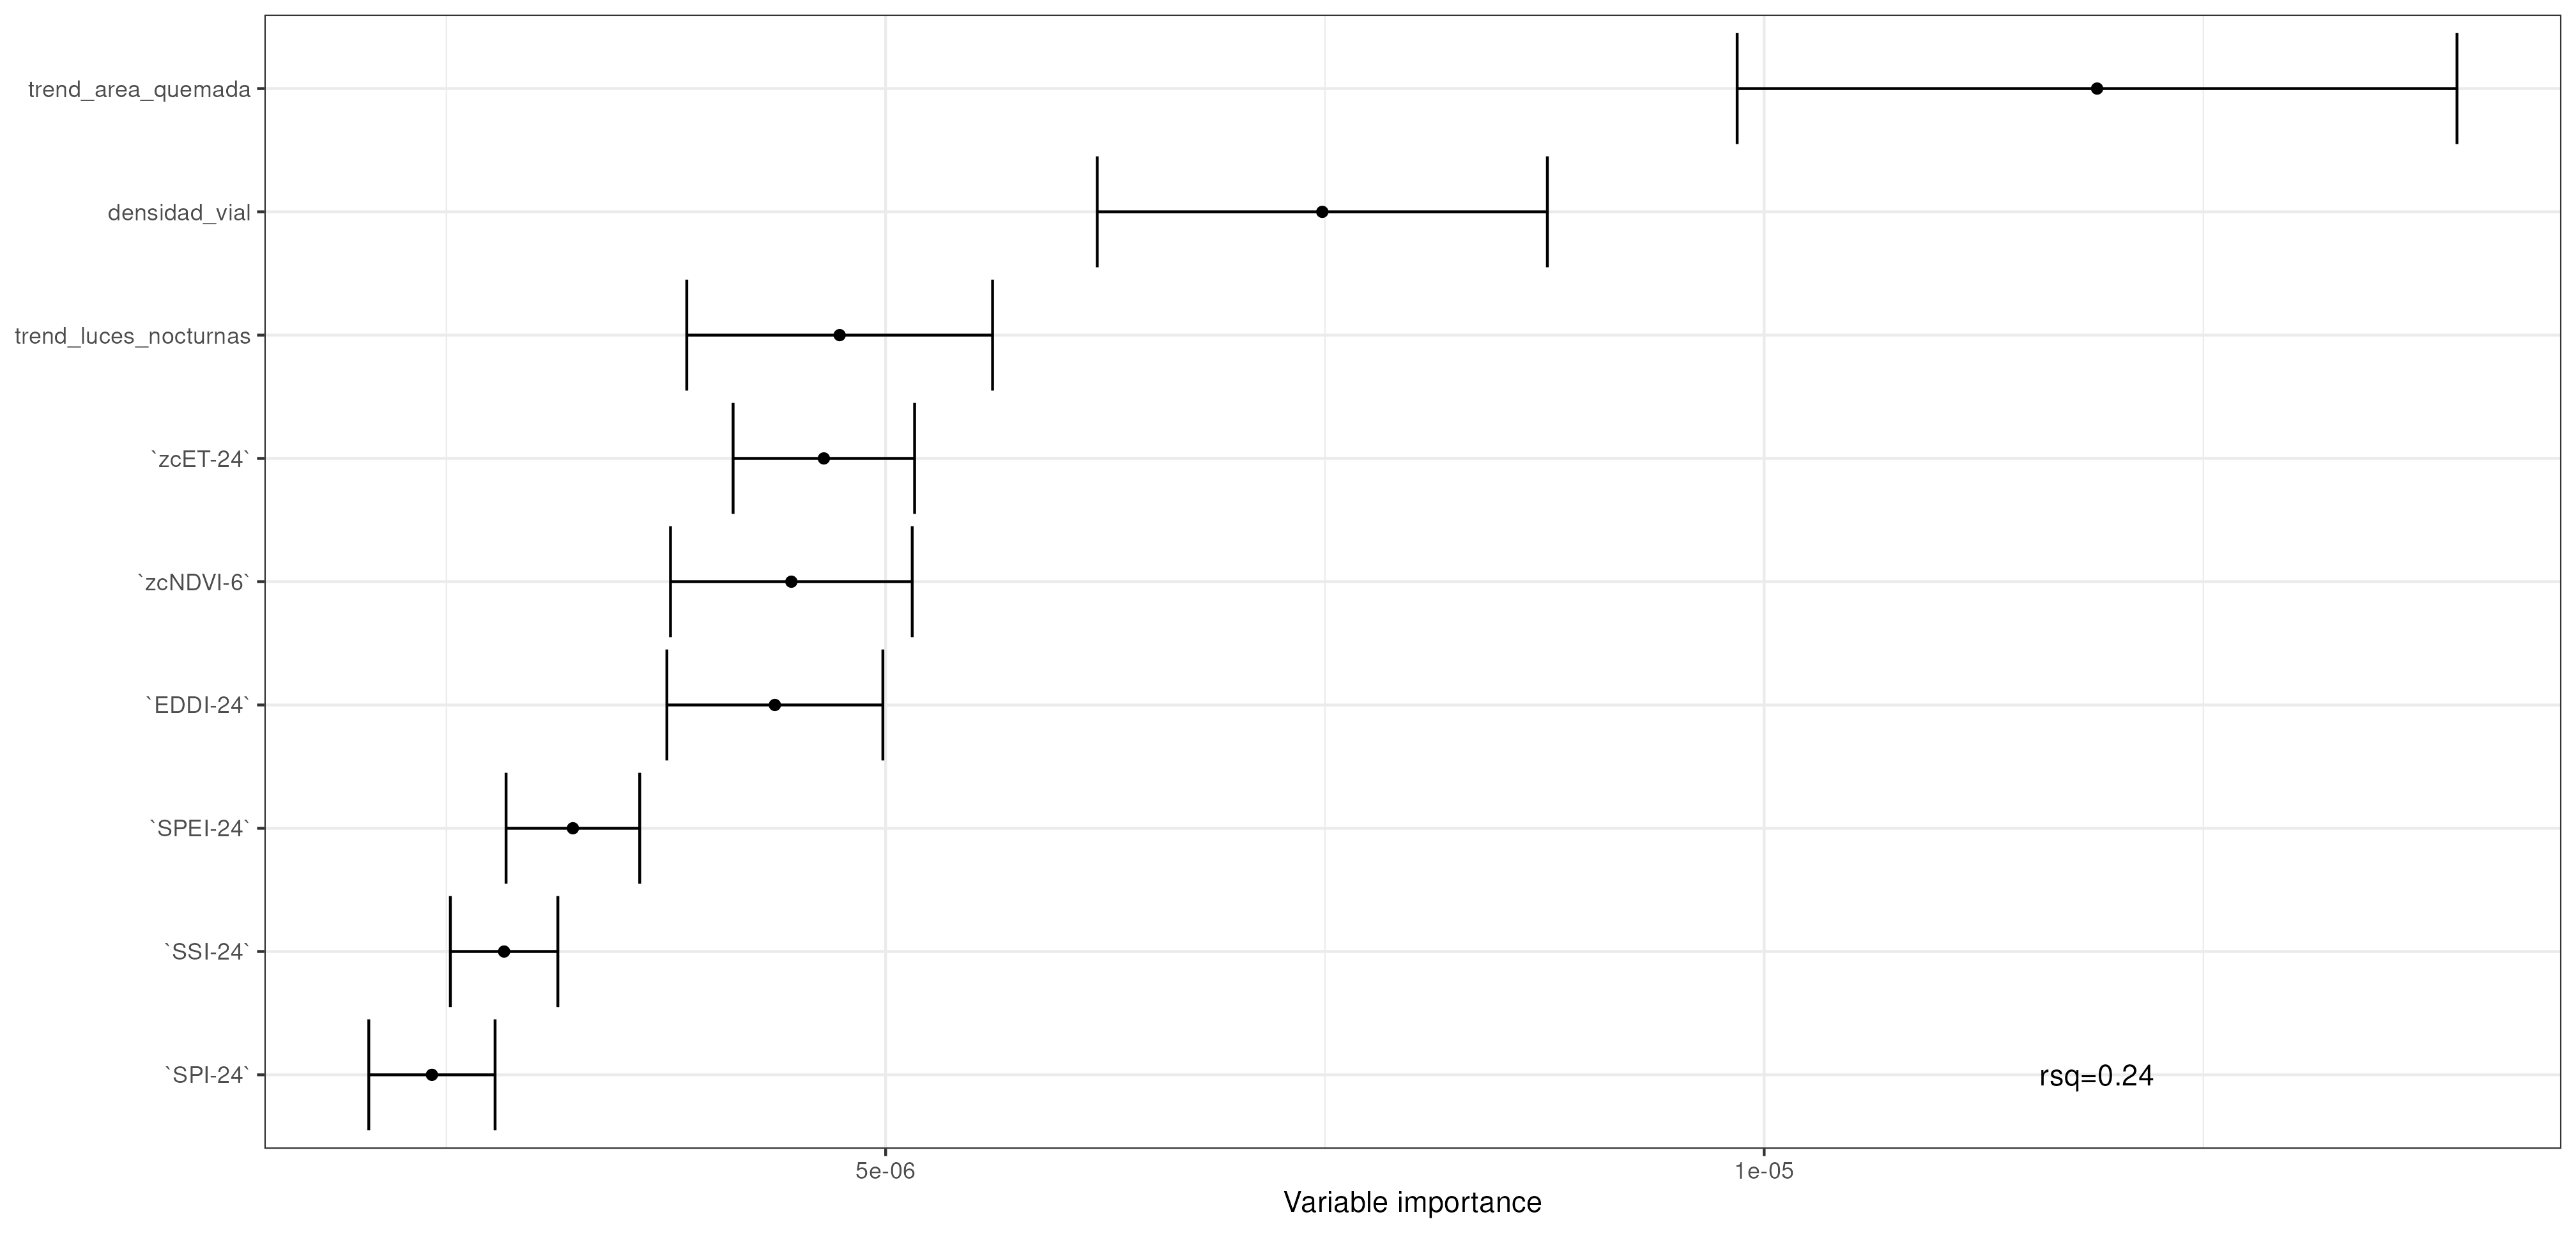 trend_area_quemada
densidad_vial
trend_luces_nocturnas
`zcET-24`
`zcNDVI-6`
`EDDI-24`
`SPEI-24`
`SSI-24`
`SPI-24`
rsq=0.24
5e-06
1e-05
Variable importance